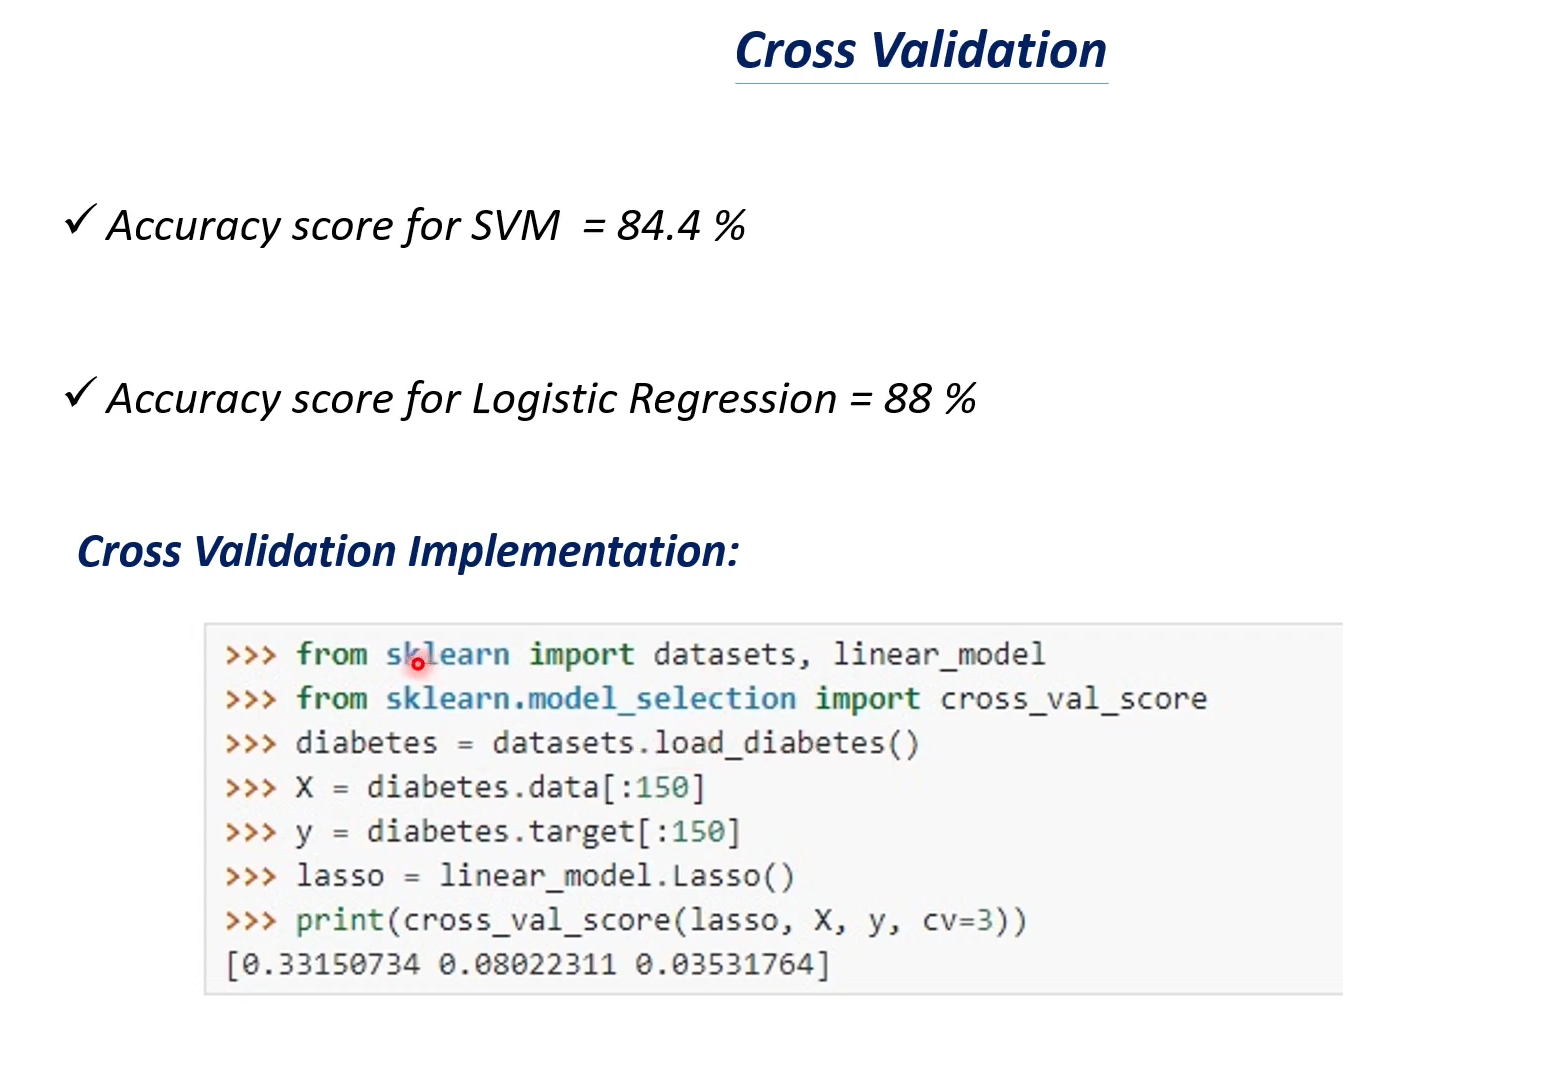 Cross Validation
✓ Accuracy score for SVM = 84.4 %
✓ Accuracy score for Logistic Regression = 88 %
Cross Validation Implementation:
>>> from sklearn import datasets, linear_model
>>> from sklearn.model_selection import cross_val_score
>>> diabetes = datasets.load_diabetes()
>>> X = diabetes.data[:150]
>>> y = diabetes.target[:150]
>>> lasso = linear_model.Lasso()
>>> print(cross_val_score(lasso, X, y, cv=3))
[0.33150734 0.08022311 0.03531764]